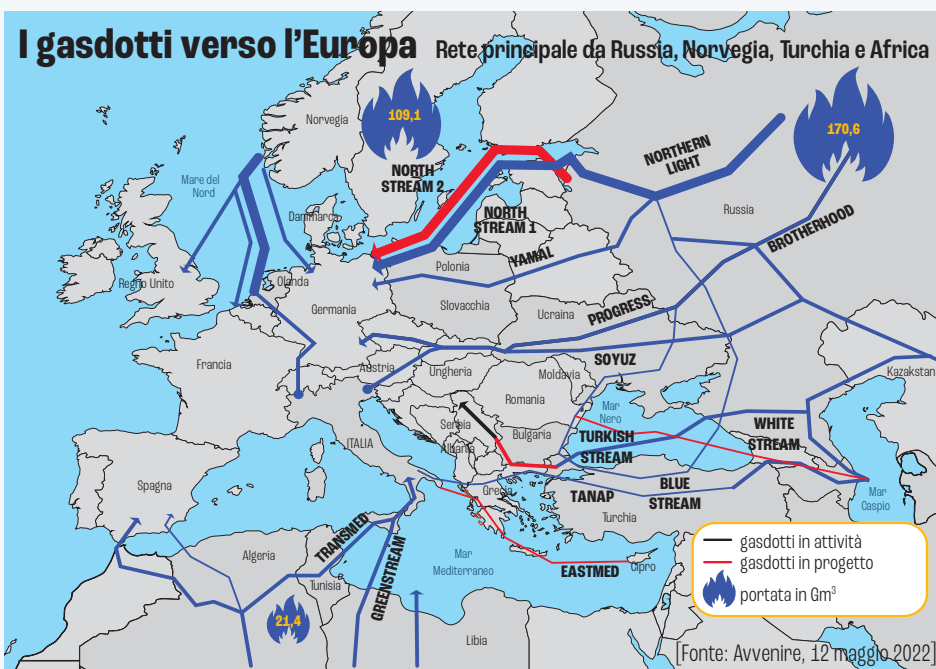 I gasdotti verso l'Europa
Rete principale da Russia, Norvegia, Turchia e Africa
Norvegia
109,1
170,6
Mare del
Nord
NORTH
STREAM 2
NORTHERN
LIGHT
Danimarca
NORTH
STREAM 1
Russia
BROTHERHOOD
Regno Unito
Olanda
Polonia
YAMAL
Germania
Slovacchia
Ucraina
PROGRESS
Francia
Austria
Ungheria
SOYUZ
Moldavia
Kazakistan
Romania
Mar
Nero
Serbia
Bulgaria
TURKISH
STREAM
WHITE
STREAM
ITALIA
Albania
Spagna
Grecia
TANAP
BLUE
STREAM
Turchia
Mar
Caspio
Algeria
TRANSMED
Tunisia
GREENSTREAM
Mar
Mediterraneo
EASTMED
Cipro
21,4
Libia
gasdotti in attività
gasdotti in progetto
portata in Gm³
[Fonte: Avvenire, 12 maggio 2022]